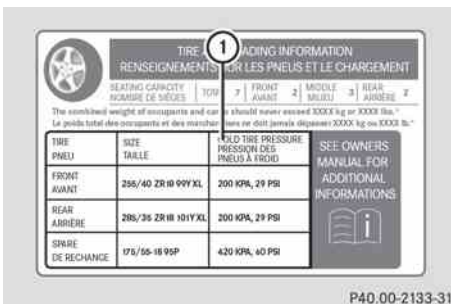 1
TIRE ADING INFORMATION
RENSEIGNEMENTS SUR LES PNEUS ET LE CHARGEMENT
SEATING CAPACITY TOTAL 7 FRONT 2 MIDDLE 3 REAR 2
NOMBRE DE SIÈGES AVANT MILIEU ARRIÈRE
The combined weight of occupants and cargo should never exceed XXXX kg or XXXX lbs."
Le poids total des occupants et des marchandises ne doit jamais dépasser XXXX kg ou XXXX lb."
TIRE SIZE COLD TIRE PRESSURE
PNEU TAILLE PRESSION DES
PNEUS À FROID
SEE OWNERS
MANUAL FOR
ADDITIONAL
INFORMATIONS
FRONT
AVANT 255/40 ZR 18 99Y XL 200 KPA, 29 PSI
REAR
ARRIÈRE 285/35 ZR 18 101Y XL 200 KPA, 29 PSI
SPARE
DE RECHANGE 175/55-18 95P 420 KPA, 60 PSI
i
P40.00-2133-31